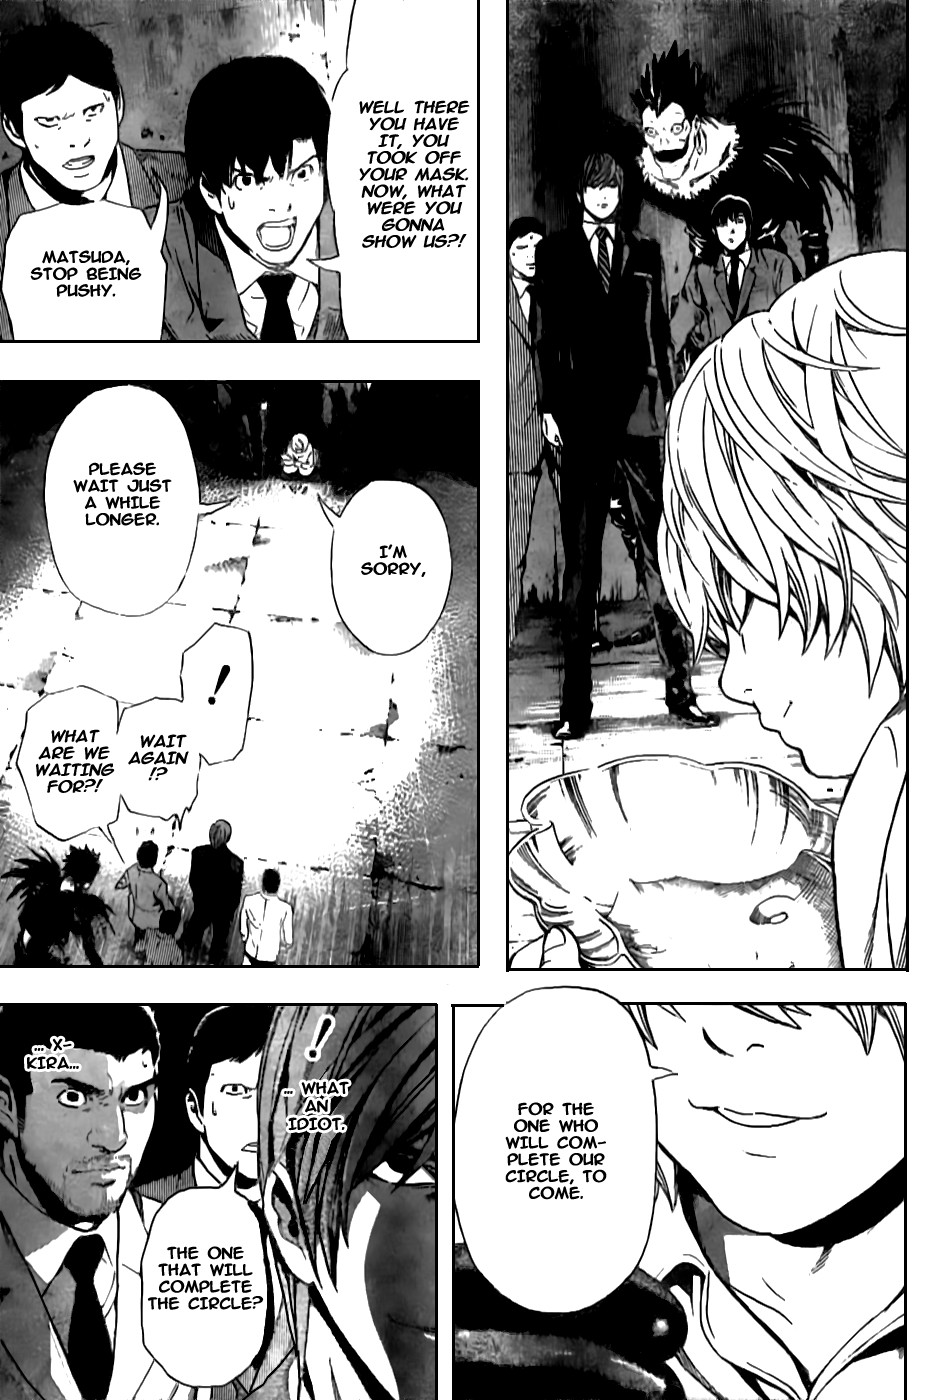 WELL THERE
YOU HAVE
IT, YOU
TOOK OFF
YOUR MASK.
NOW, WHAT
WERE YOU
GONNA
SHOW US?!
MATSUDA,
STOP BEING
PUSHY.
I'M
SORRY,
PLEASE
WAIT JUST
A WHILE
LONGER.
!
WAIT
AGAIN
!?
WHAT
ARE WE
WAITING
FOR?!
FOR THE
ONE WHO
WILL COM-
PLETE OUR
CIRCLE, TO
COME.
!
... WHAT
AN
IDIOT.
THE ONE
THAT WILL
COMPLETE
THE CIRCLE?
... X-
KIRA...